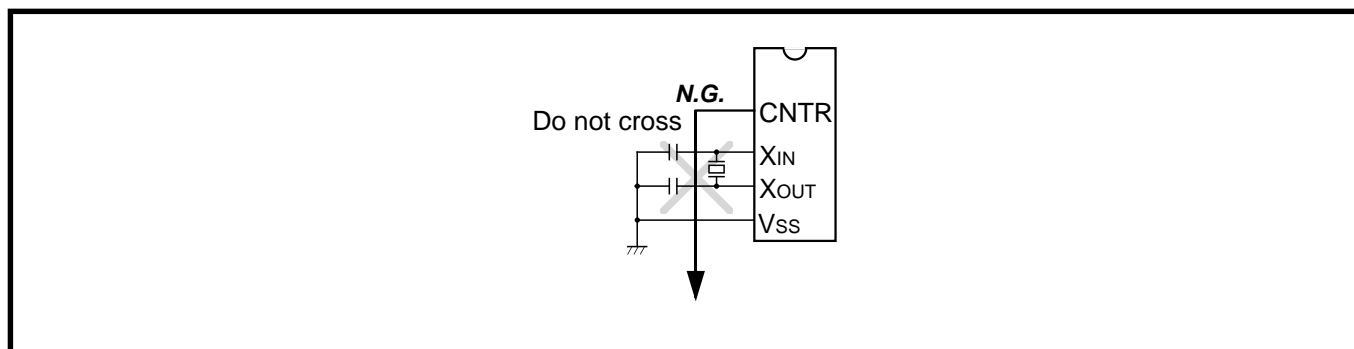 N.G.
Do not cross
CNTR
XIN
XOUT
VSS